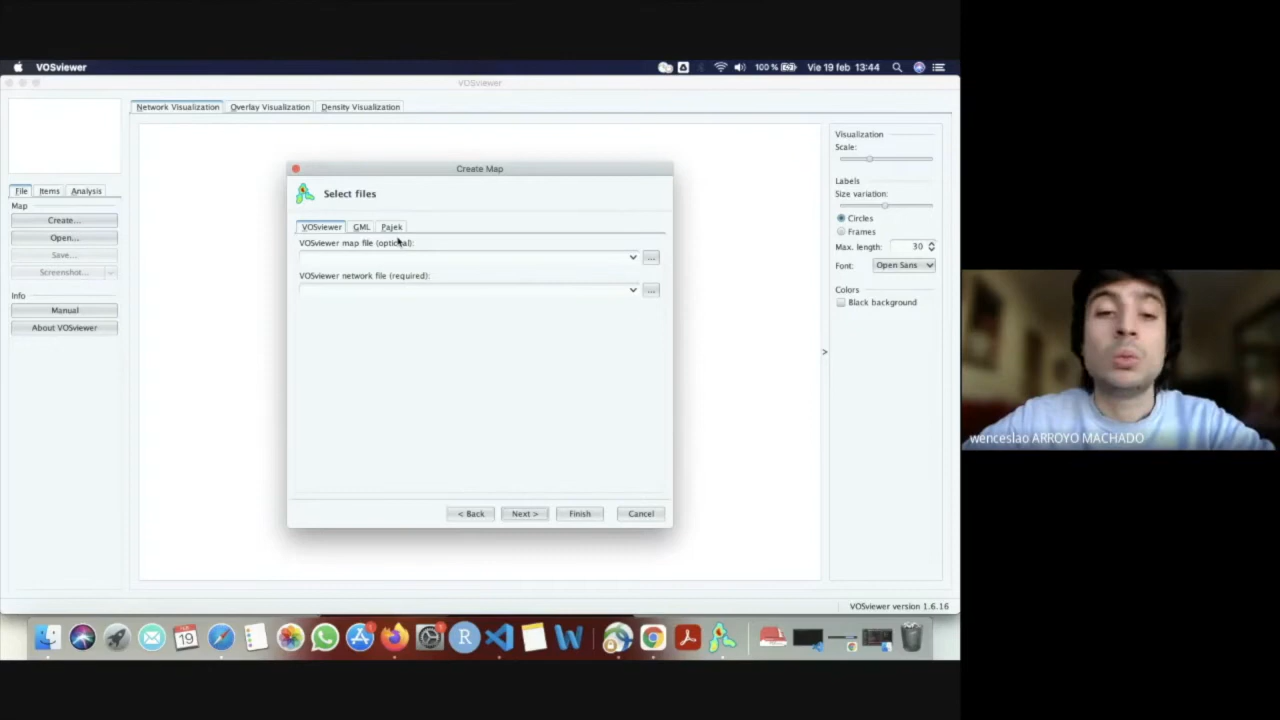 VOSviewer
100 %
Vie 19 feb 13:44
VOSviewer
Network Visualization
Overlay Visualization
Density Visualization
File
Items
Analysis
Map
Create...
Open...
Save...
Screenshot...
Info
Manual
About VOSviewer
Create Map
Select files
VOSviewer
GML
Pajek
VOSviewer map file (optional):
...
VOSviewer network file (required):
...
< Back
Next >
Finish
Cancel
Visualization
Scale:
Labels
Size variation:
Circles
Frames
Max. length:
30
Font:
Open Sans
Colors
Black background
>
VOSviewer version 1.6.16
19
R
W
wenceslao ARROYO MACHADO